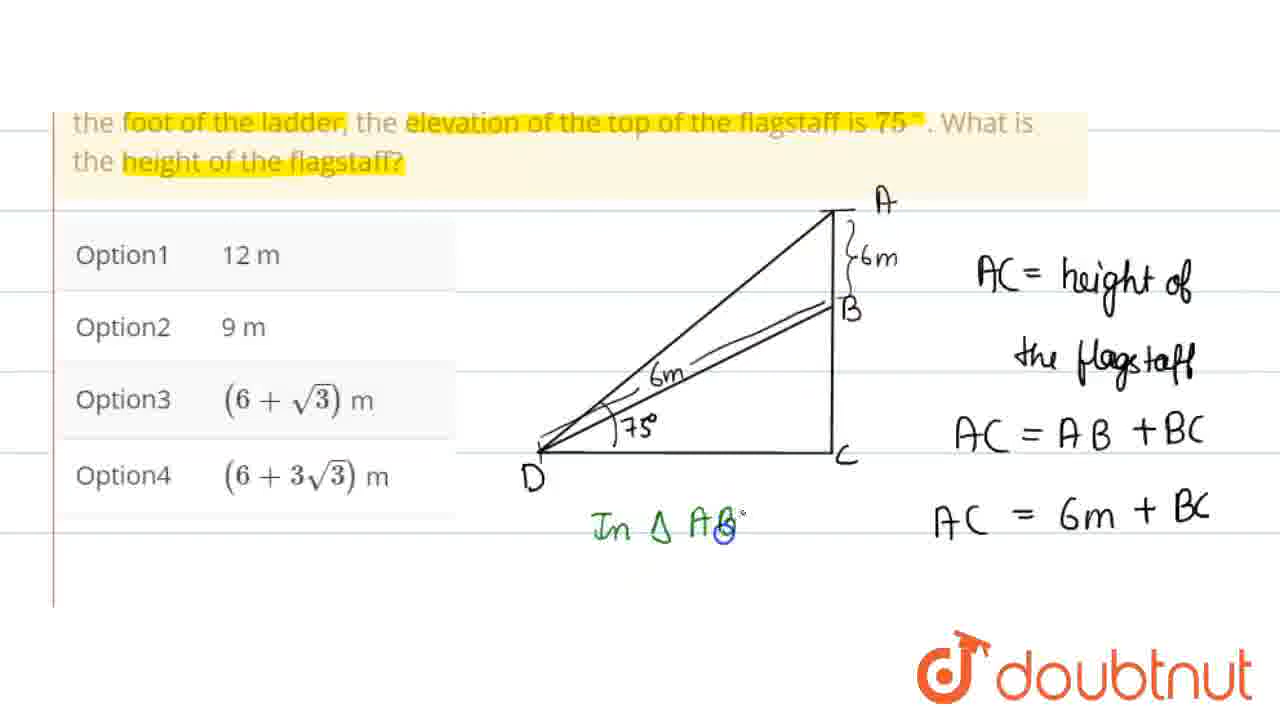 the foot of the ladder, the elevation of the top of the flagstaff is 75°. What is
the height of the flagstaff?
Option1 12 m
Option2 9 m
Option3 (6 + √3) m
Option4 (6 + 3√3) m
A
6m
B
6m
75°
D
C
AC = height of
the flagstaff
AC = AB + BC
AC = 6m + BC
In Δ AB
doubtnut